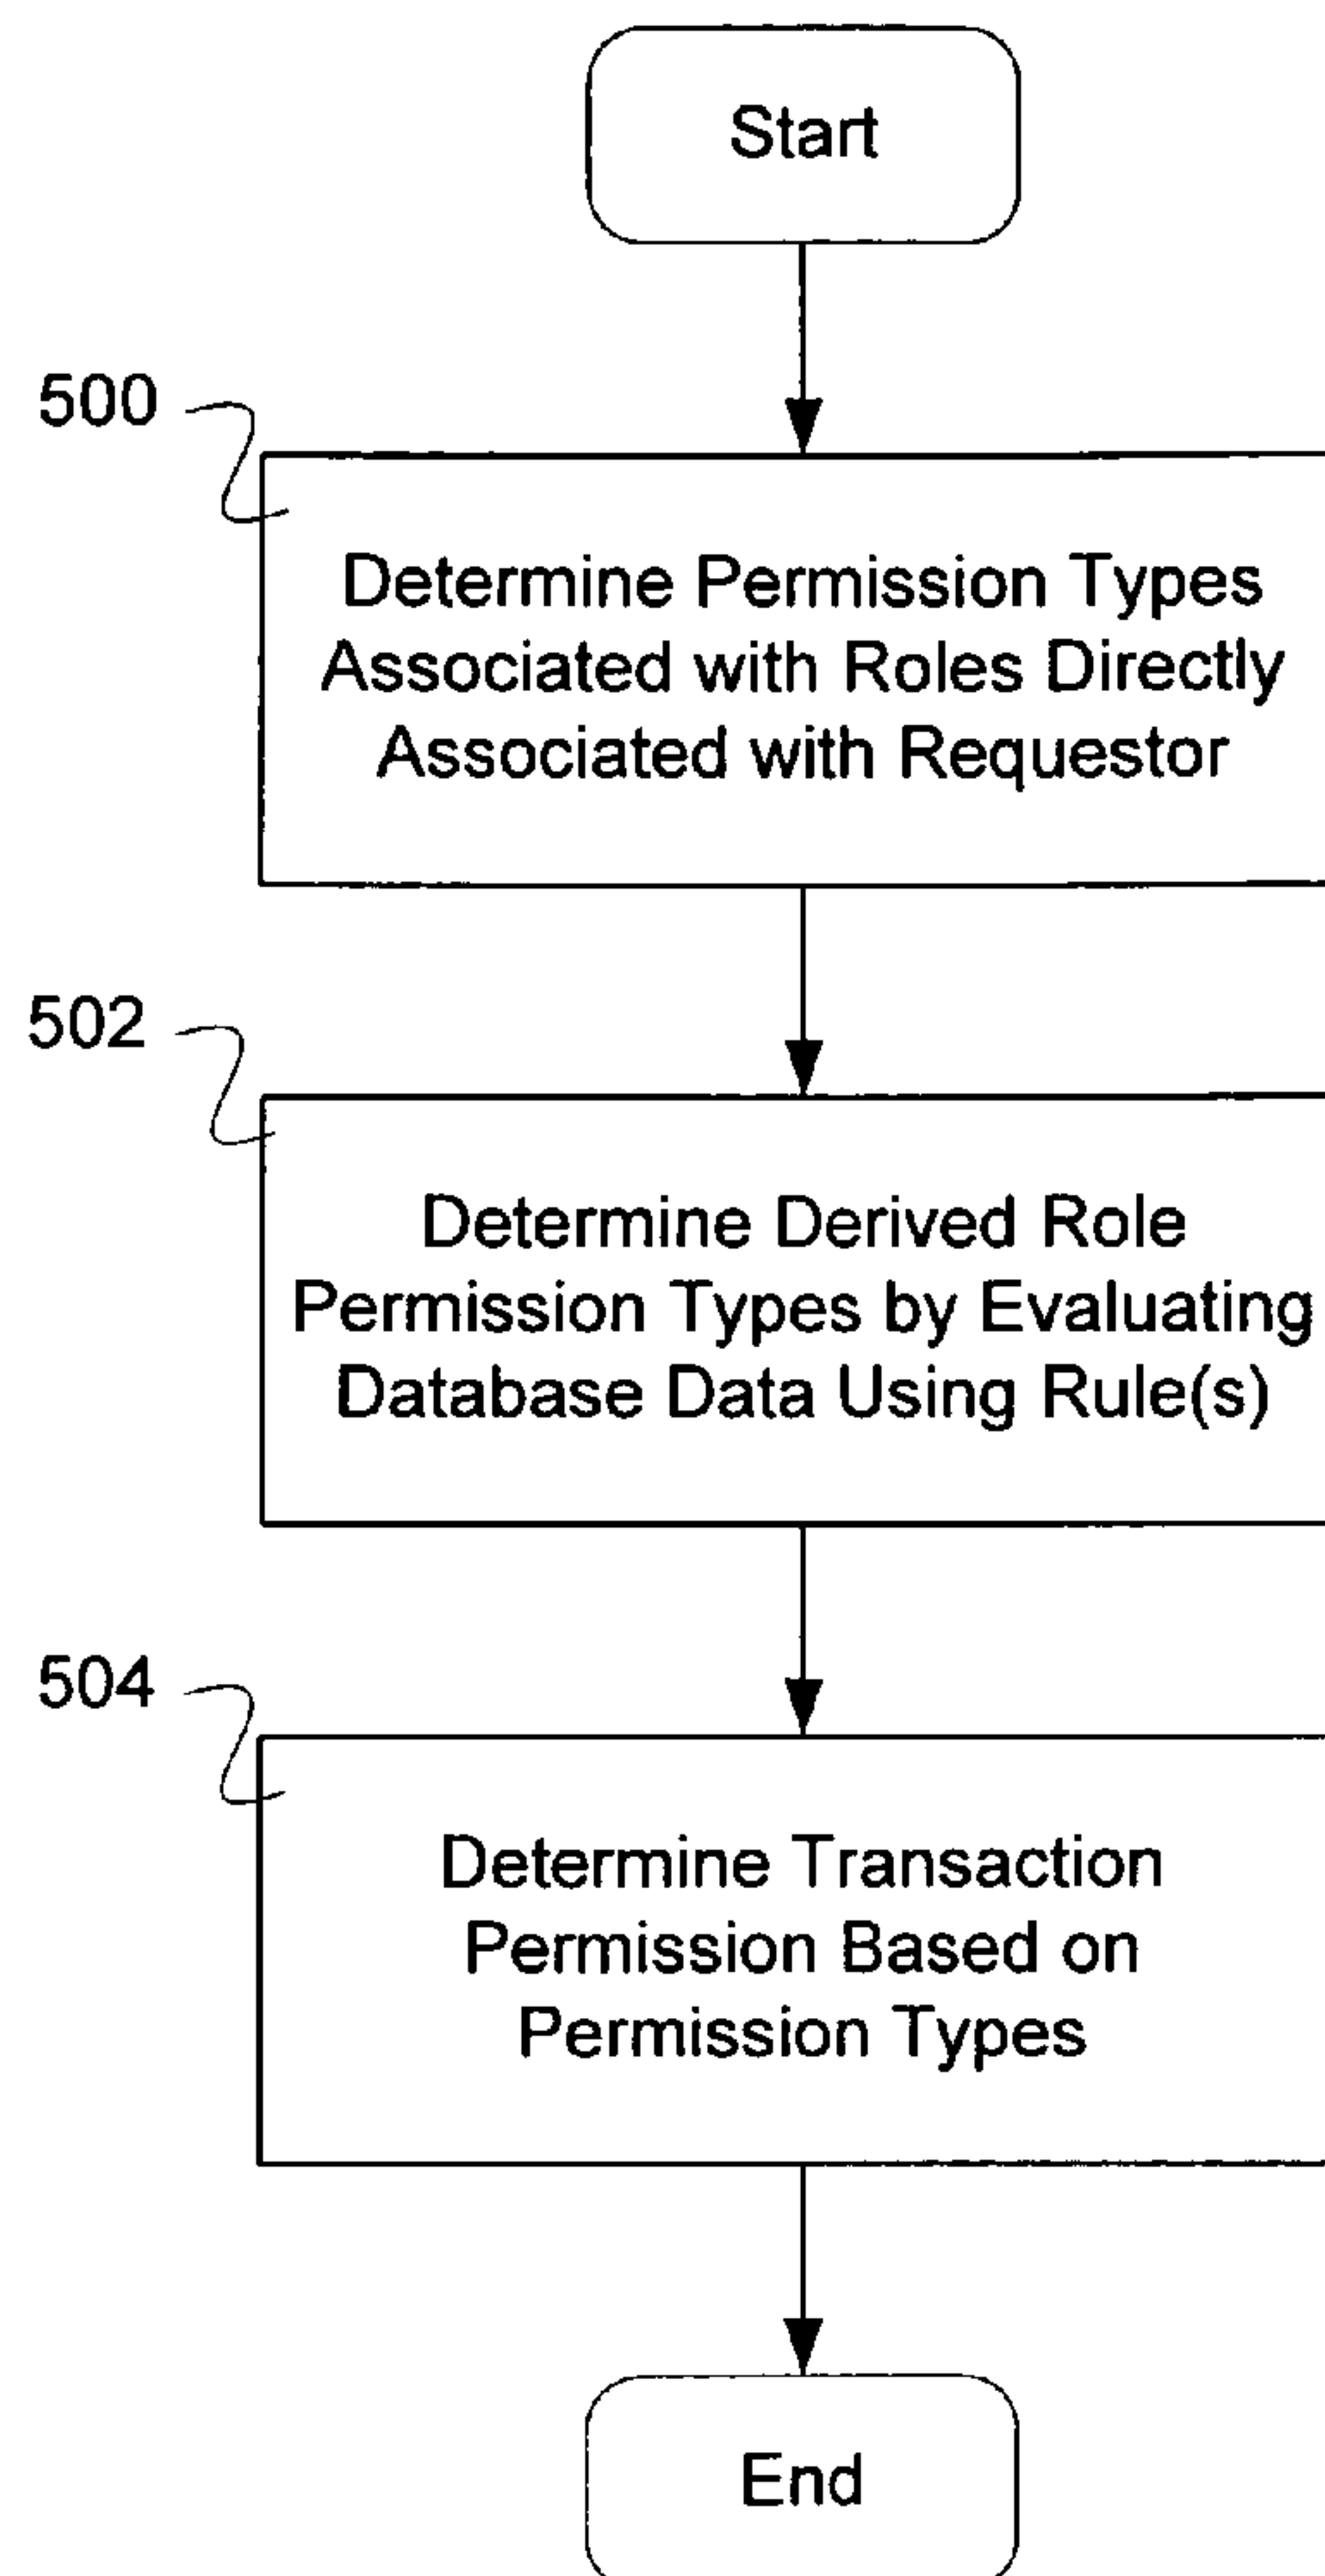 Start
500
Determine Permission Types
Associated with Roles Directly
Associated with Requestor
502
Determine Derived Role
Permission Types by Evaluating
Database Data Using Rule(s)
504
Determine Transaction
Permission Based on
Permission Types
End